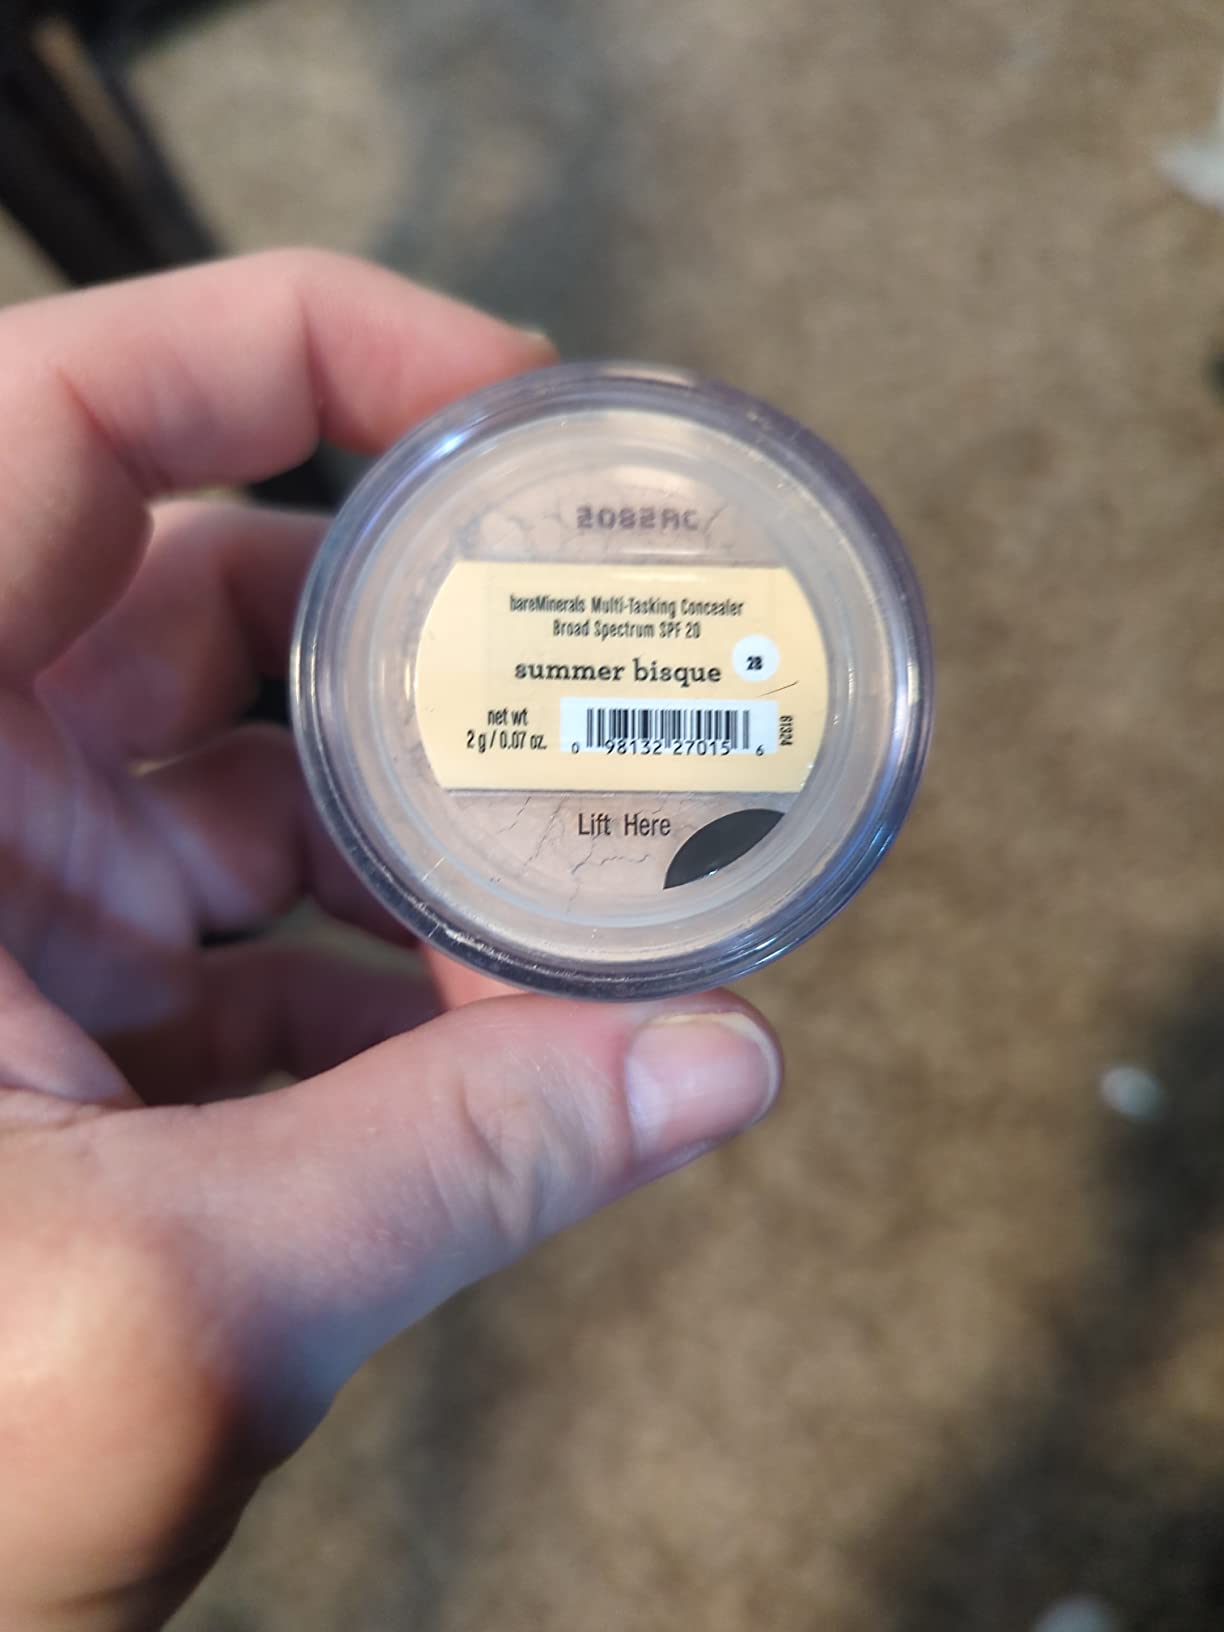 2082AC
bareMinerals Multi-Tasking Concealer
Broad Spectrum SPF 20
summer bisque
2B
net wt
2 g / 0.07 oz.
0 98132 27015 6
61324
Lift Here